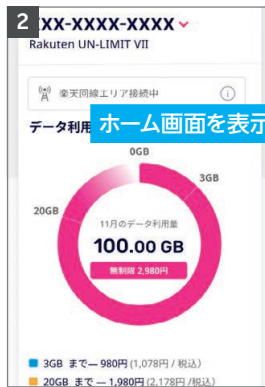 2
XX-XXXX-XXXX
Rakuten UN-LIMIT VII
楽天回線エリア接続中
データ利用
ホーム画面を表示
0GB
3GB
20GB
11月のデータ利用量
100.00 GB
無制限 2,980円
3GB まで— 980円 (1,078円 / 税込)
20GB まで — 1,980円 (2,178円 /税込)